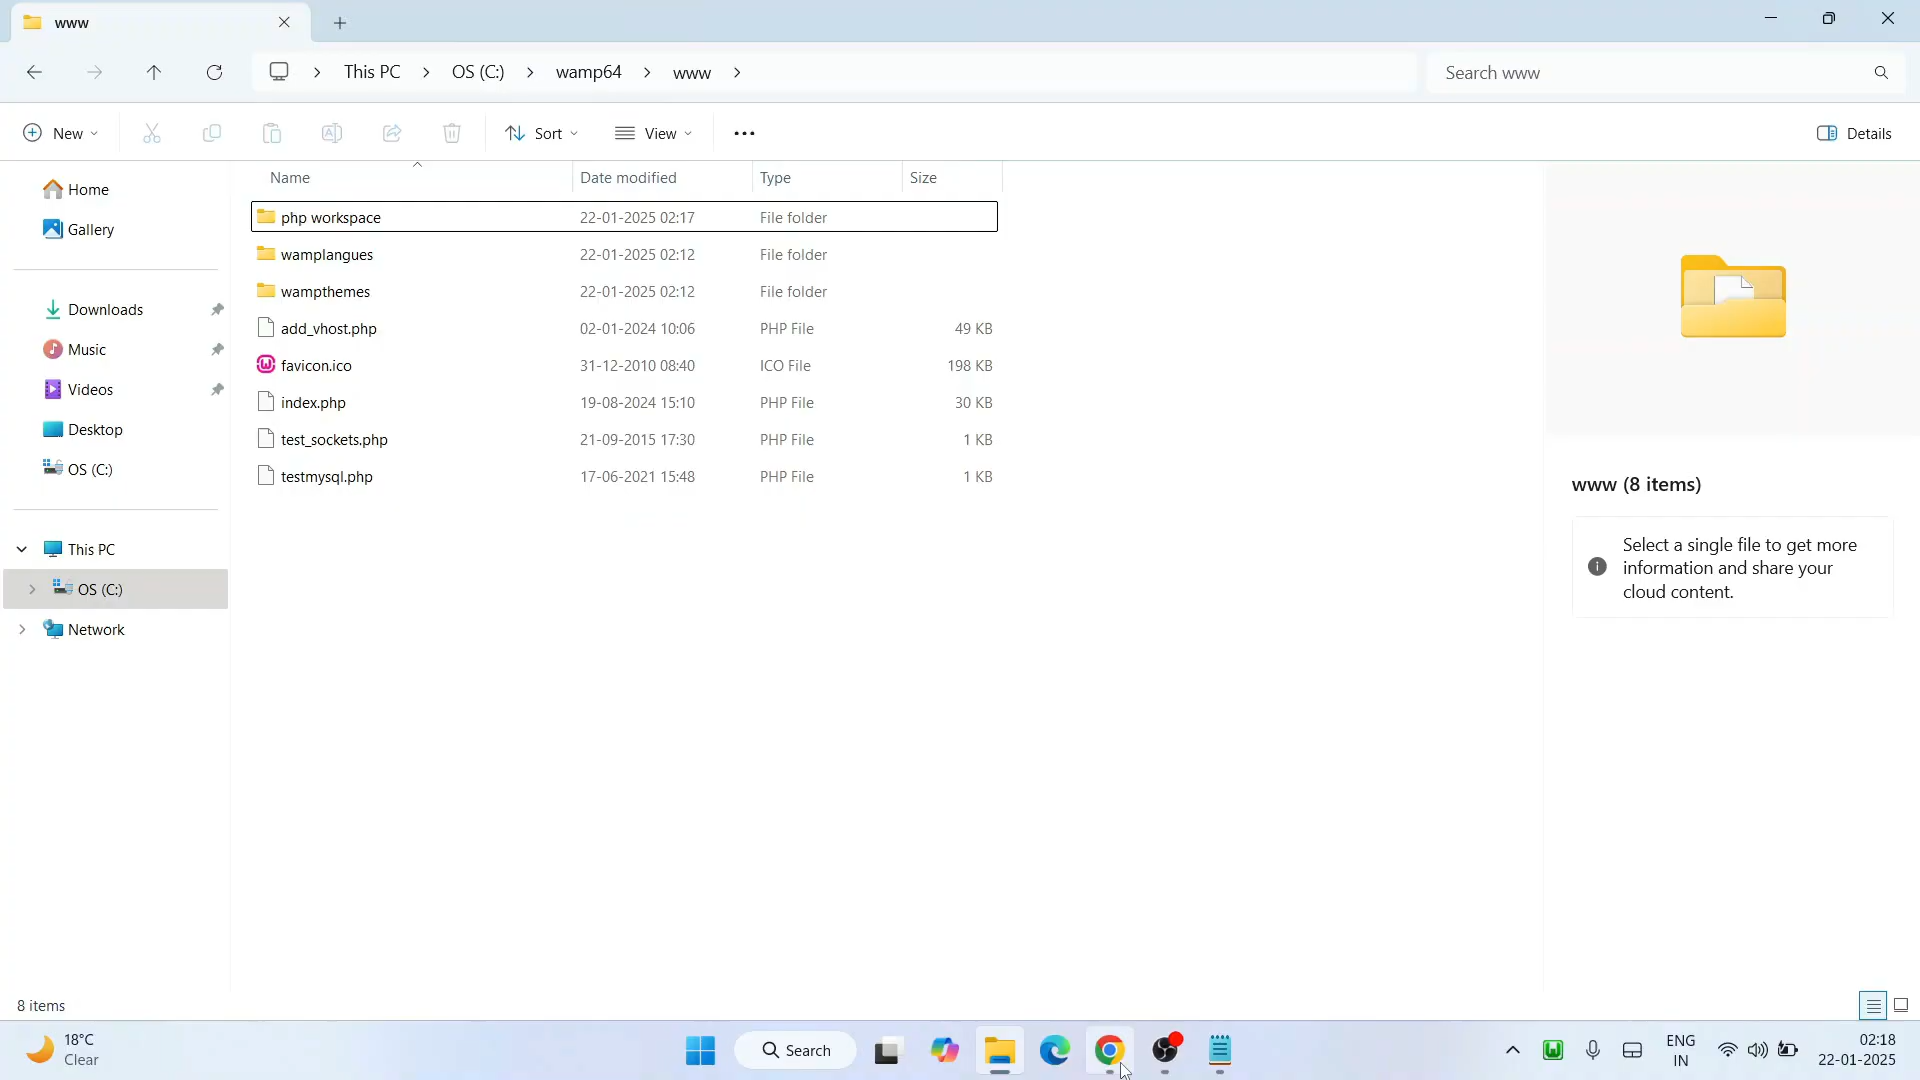 www
This PC
OS (C:)
wamp64
www
Search www
New
Sort
View
Details
Name
Date modified
Type
Size
Home
Gallery
Downloads
Music
Videos
Desktop
OS (C:)
This PC
OS (C:)
Network
php workspace 22-01-2025 02:17 File folder
wamplangues 22-01-2025 02:12 File folder
wampthemes 22-01-2025 02:12 File folder
add_vhost.php 02-01-2024 10:06 PHP File 49 KB
favicon.ico 31-12-2010 08:40 ICO File 198 KB
index.php 19-08-2024 15:10 PHP File 30 KB
test_sockets.php 21-09-2015 17:30 PHP File 1 KB
testmysql.php 17-06-2021 15:48 PHP File 1 KB
www (8 items)
Select a single file to get more
information and share your
cloud content.
8 items
18°C
Clear
Search
ENG
IN
02:18
22-01-2025